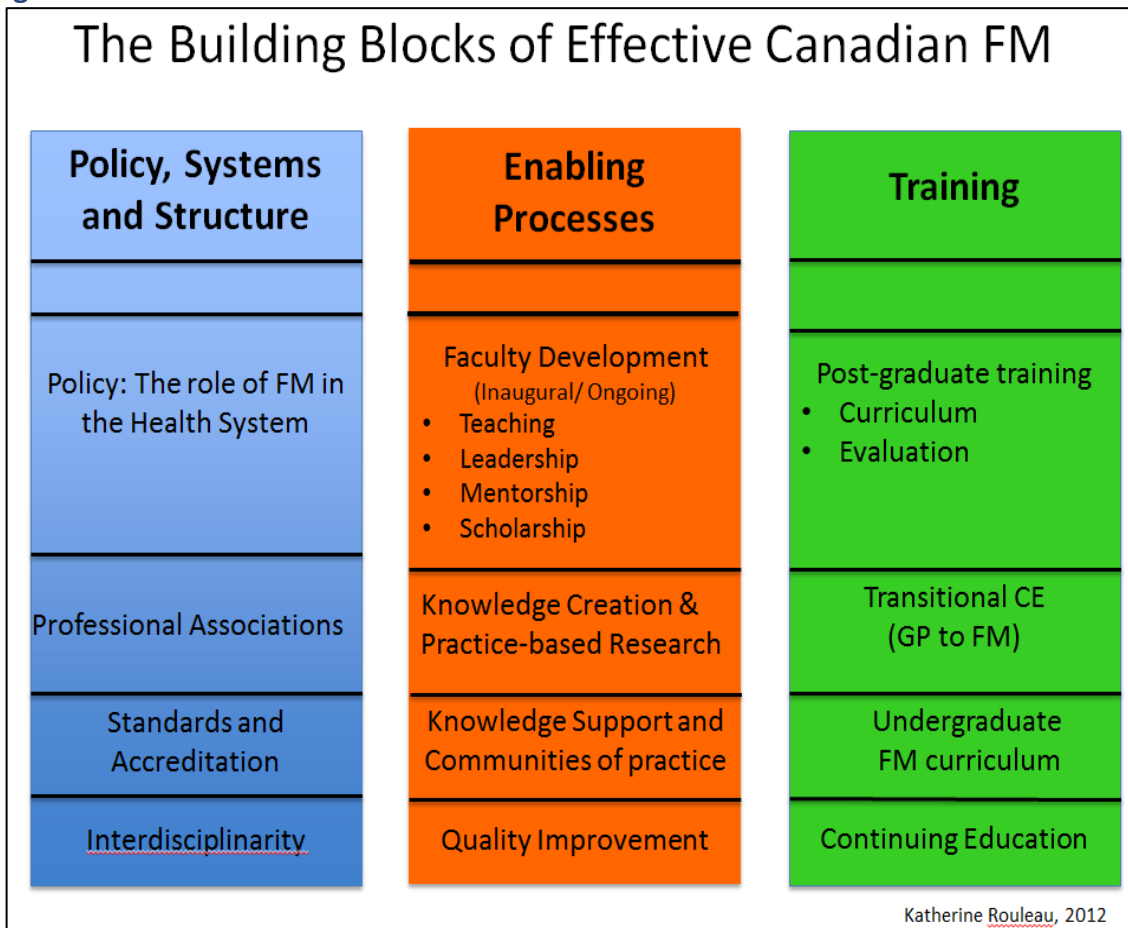 The Building Blocks of Effective Canadian FM
Policy, Systems
and Structure
Policy: The role of FM in
the Health System
Professional Associations
Standards and
Accreditation
Interdisciplinarity
Enabling
Processes
Faculty Development
(Inaugural/ Ongoing)
• Teaching
• Leadership
• Mentorship
• Scholarship
Knowledge Creation &
Practice-based Research
Knowledge Support and
Communities of practice
Quality Improvement
Training
Post-graduate training
• Curriculum
• Evaluation
Transitional CE
(GP to FM)
Undergraduate
FM curriculum
Continuing Education
Katherine Rouleau, 2012